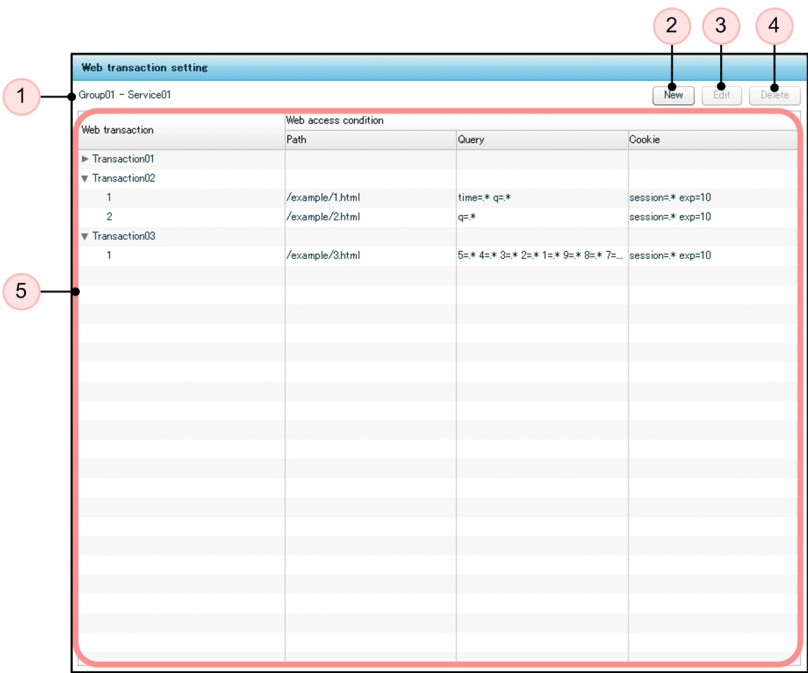 2 3 4
Web transaction setting
1 Group01 - Service01 New Edit Delete
Web transaction Web access condition
Path Query Cookie
▶ Transaction01
▼ Transaction02
1 /example/1.html time=.* q=.* session=.* exp=10
2 /example/2.html q=.* session=.* exp=10
▼ Transaction03
1 /example/3.html 5=.* 4=.* 3=.* 2=.* 1=.* 9=.* 8=.* 7=... session=.* exp=10
5